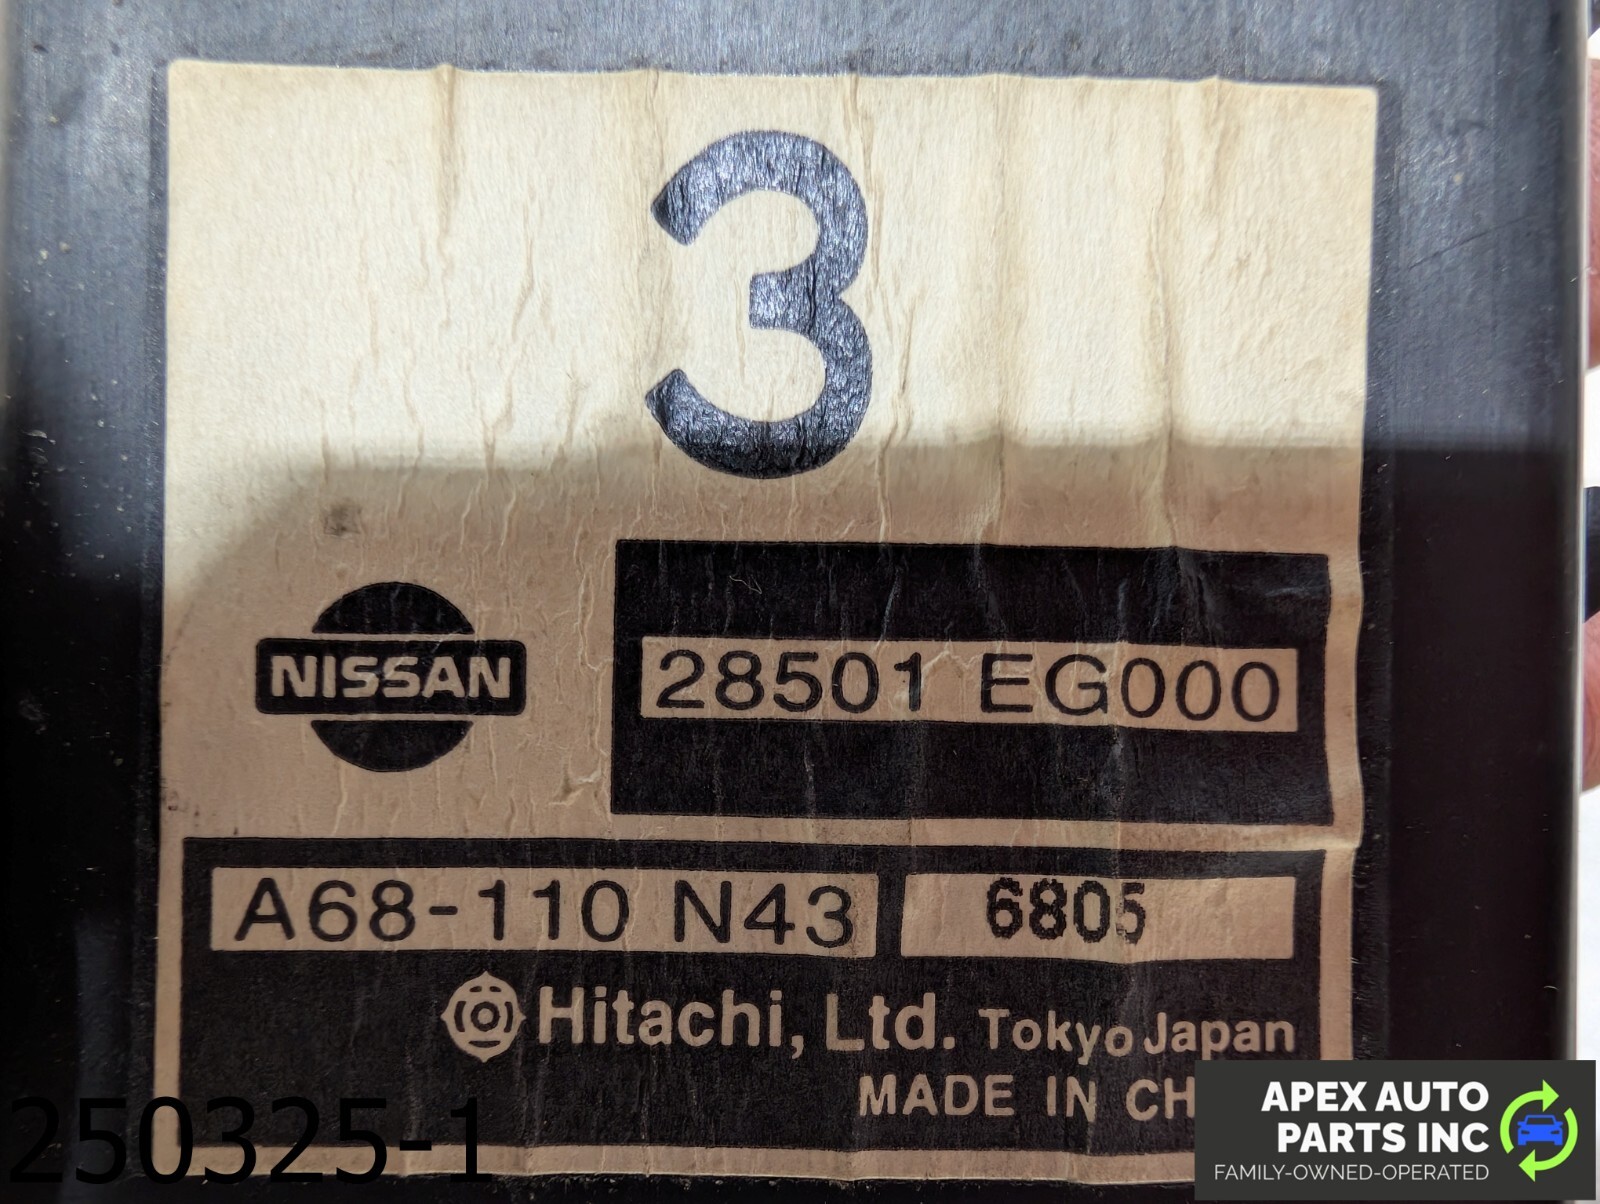 3
NISSAN
28501 EG000
A68-110 N43
6805
Hitachi, Ltd. Tokyo Japan
MADE IN CH
250325-1
APEX AUTO
PARTS INC
FAMILY-OWNED-OPERATED